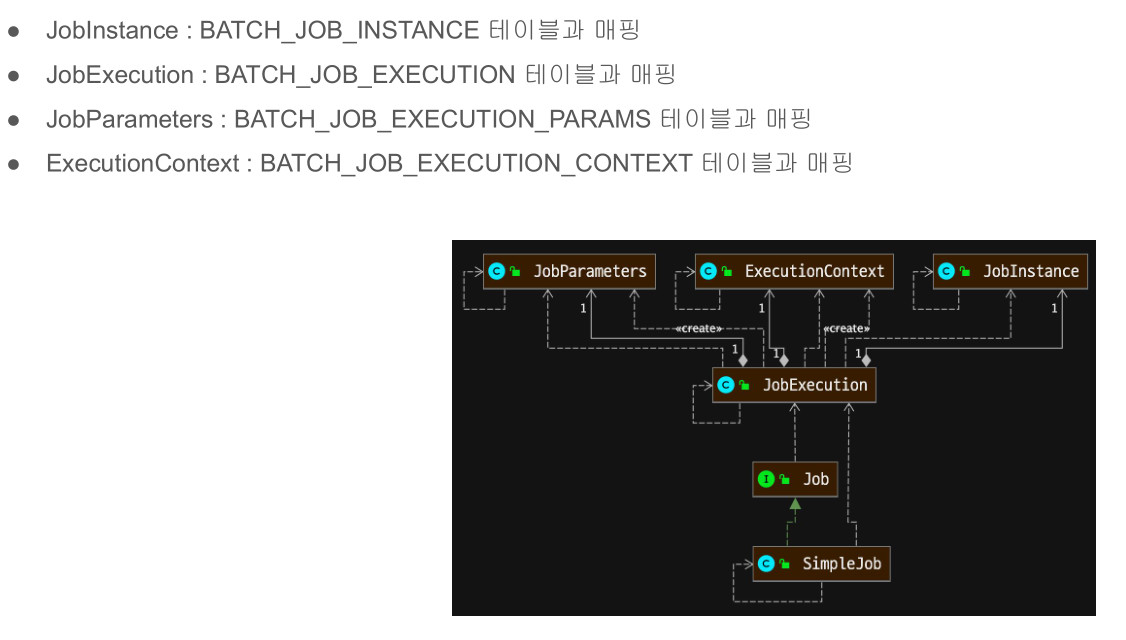 ● JobInstance : BATCH_JOB_INSTANCE 테이블과 매핑
● JobExecution : BATCH_JOB_EXECUTION 테이블과 매핑
● JobParameters : BATCH_JOB_EXECUTION_PARAMS 테이블과 매핑
● ExecutionContext : BATCH_JOB_EXECUTION_CONTEXT 테이블과 매핑
C JobParameters
C ExecutionContext
C JobInstance
1
1
1
«create»
«create»
1
1
1
C JobExecution
I Job
C SimpleJob